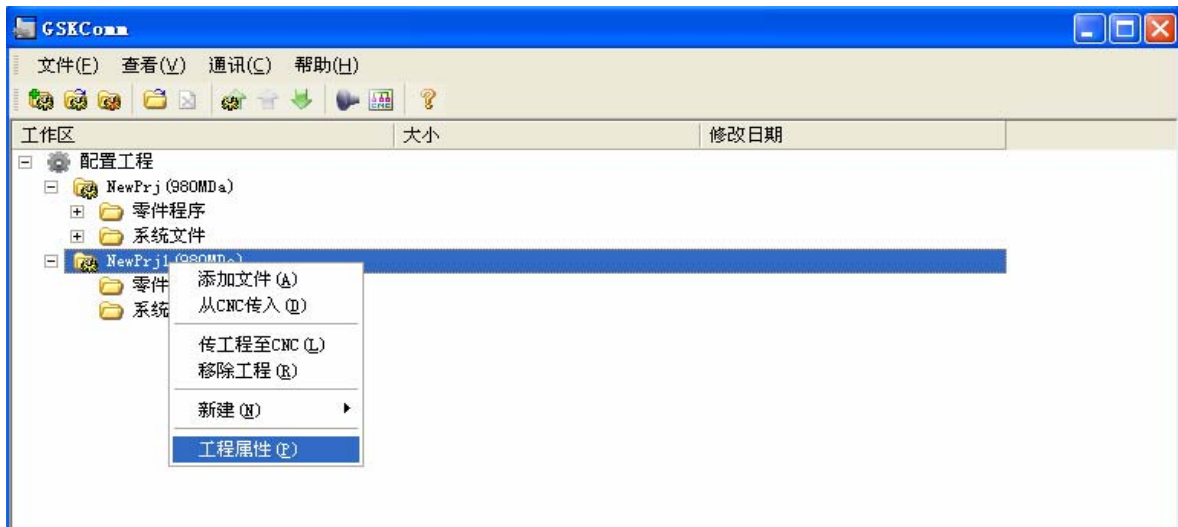 GSKComm
文件(F) 查看(V) 通讯(C) 帮助(H)
工作区 大小 修改日期
配置工程
NewPrj(980MDa)
零件程序
系统文件
NewPrj1(980MDa)
零件
系统
添加文件(A)
从CNC传入(D)
传工程至CNC(L)
移除工程(R)
新建(N)
工程属性(P)